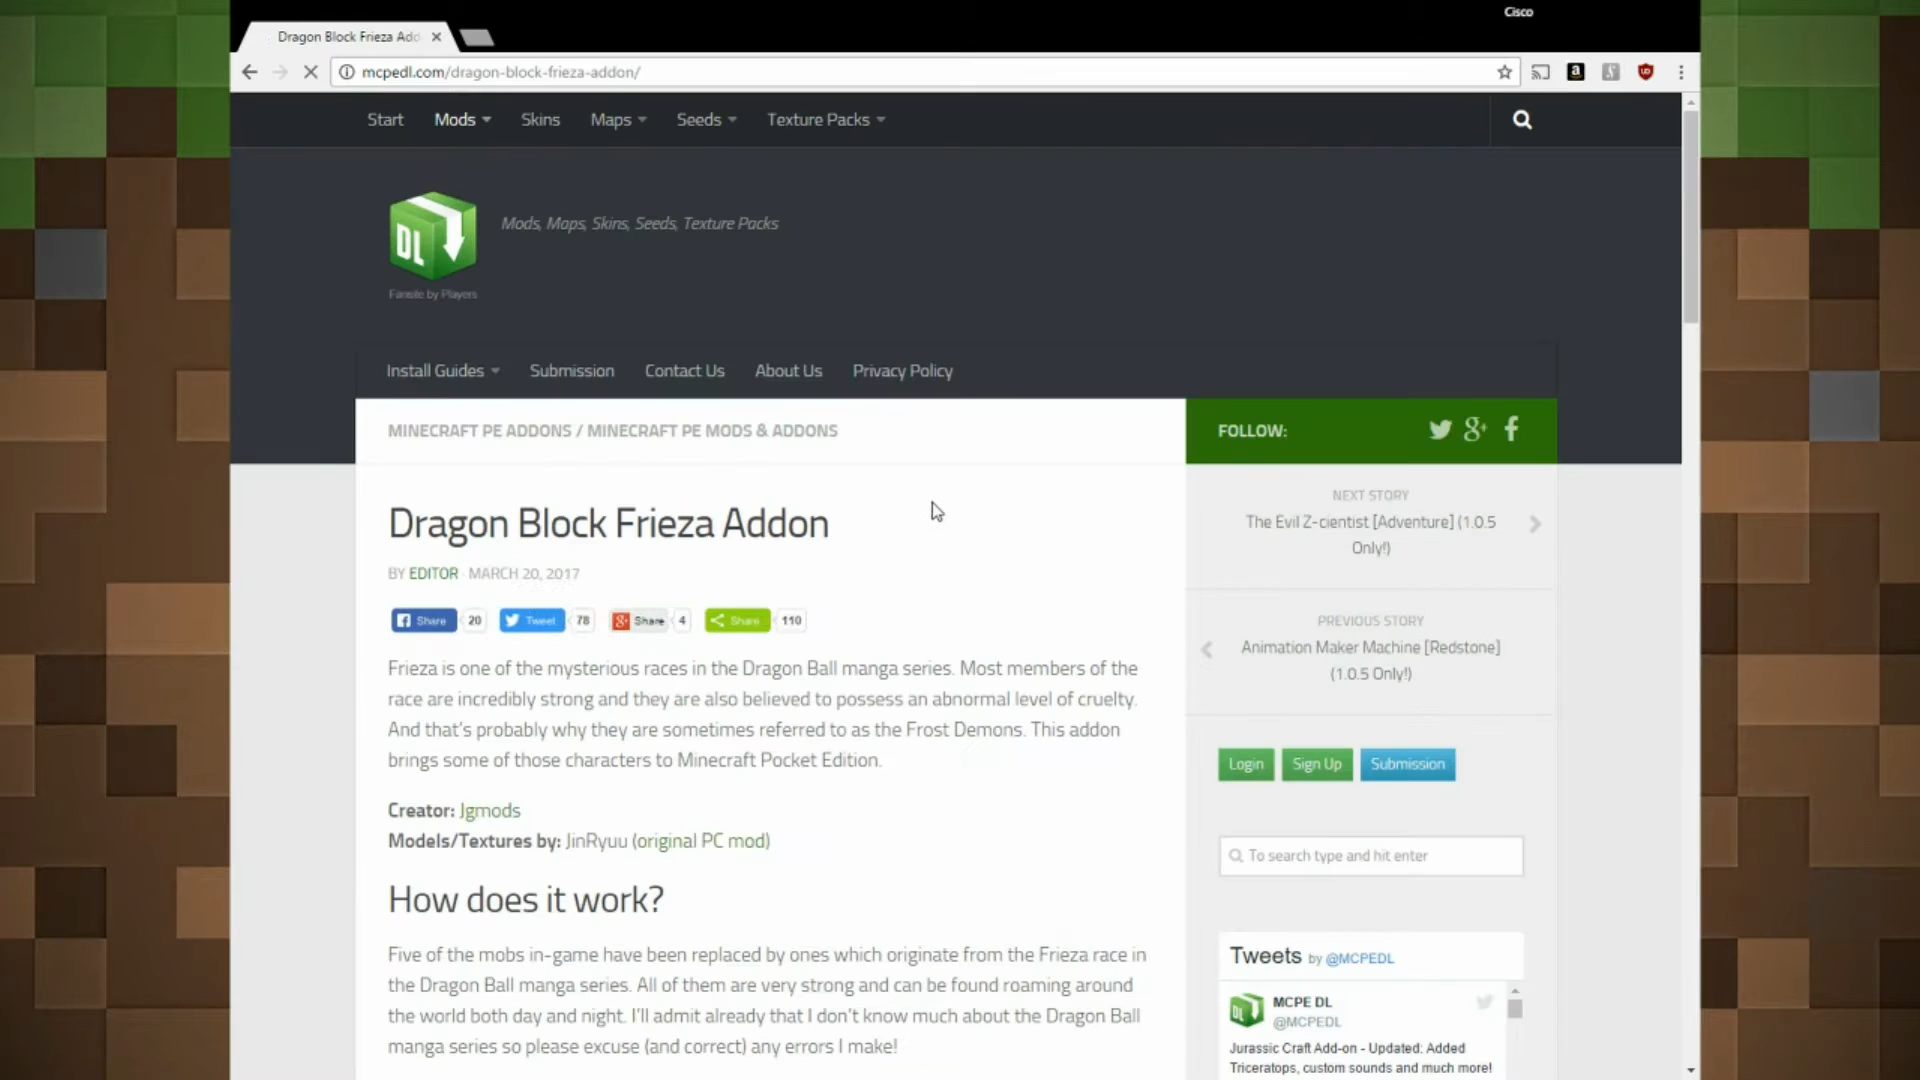 Cisco
Dragon Block Frieza Add
mcpedl.com/dragon-block-frieza-addon/
Start Mods Skins Maps Seeds Texture Packs
DL
Mods, Maps, Skins, Seeds, Texture Packs
Fansite by Players
Install Guides Submission Contact Us About Us Privacy Policy
MINECRAFT PE ADDONS / MINECRAFT PE MODS & ADDONS
Dragon Block Frieza Addon
BY EDITOR · MARCH 20, 2017
Share 20 Tweet 78 Share 4 Share 110
Frieza is one of the mysterious races in the Dragon Ball manga series. Most members of the
race are incredibly strong and they are also believed to possess an abnormal level of cruelty.
And that's probably why they are sometimes referred to as the Frost Demons. This addon
brings some of those characters to Minecraft Pocket Edition.
Creator: Jgmods
Models/Textures by: JinRyuu (original PC mod)
How does it work?
Five of the mobs in-game have been replaced by ones which originate from the Frieza race in
the Dragon Ball manga series. All of them are very strong and can be found roaming around
the world both day and night. I'll admit already that I don't know much about the Dragon Ball
manga series so please excuse (and correct) any errors I make!
FOLLOW:
NEXT STORY
The Evil Z-cientist [Adventure] (1.0.5
Only!)
PREVIOUS STORY
Animation Maker Machine [Redstone]
(1.0.5 Only!)
Login Sign Up Submission
To search type and hit enter
Tweets by @MCPEDL
MCPE DL
@MCPEDL
Jurassic Craft Add-on - Updated: Added
Triceratops, custom sounds and much more!